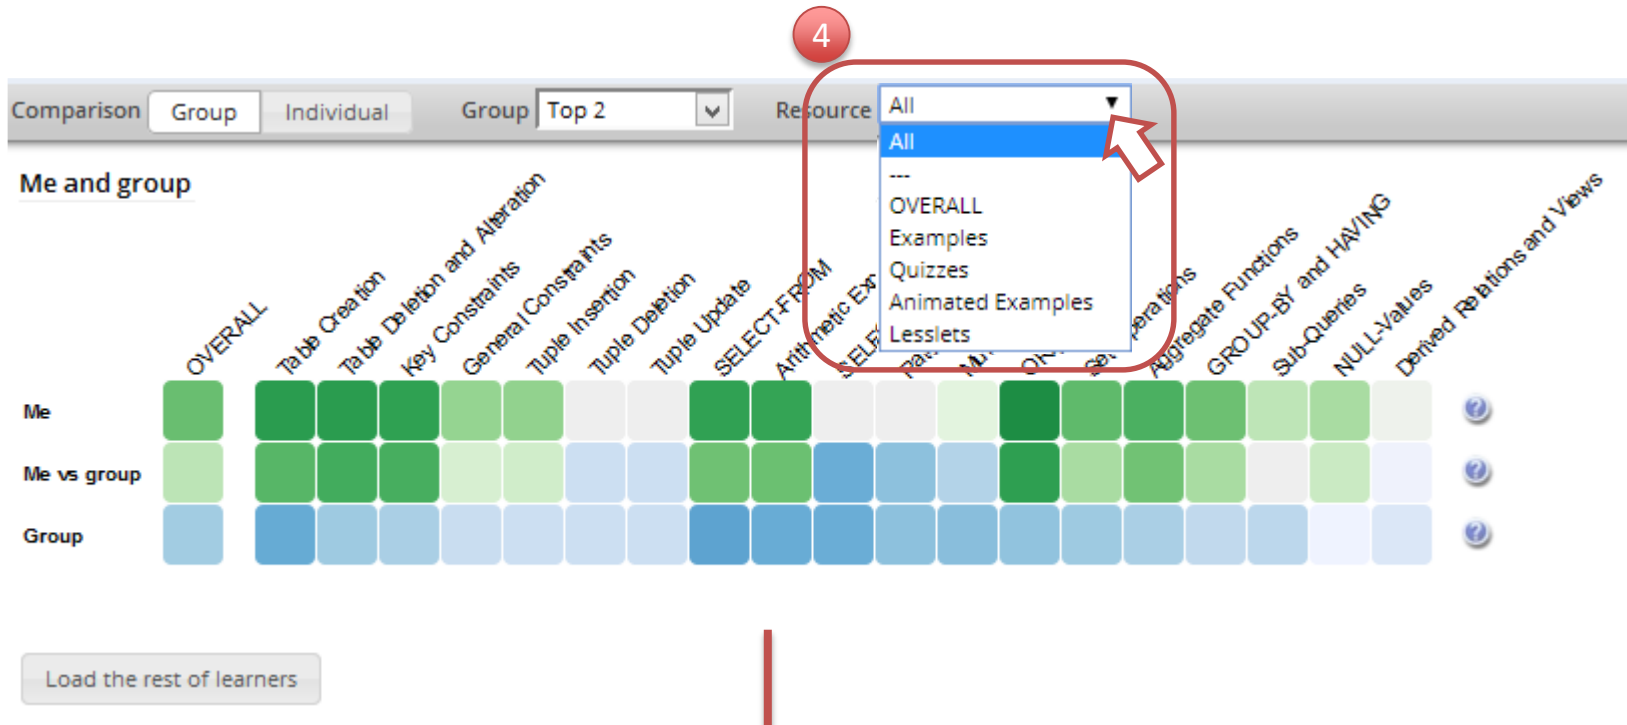 4
Comparison Group Individual Group Top 2 Resource All
All
---
OVERALL
Examples
Quizzes
Animated Examples
Lesslets
Me and group
OVERALL
Table Creation
Table Deletion and Alteration
Key Constraints
General Constraints
Tuple Insertion
Tuple Deletion
Tuple Update
SELECT-FROM
Arithmetic
Aggregate Functions
GROUP-BY and HAVING
Sub-Queries
NULL-Values
Derived Relations and Views
Me
Me vs group
Group
Load the rest of learners